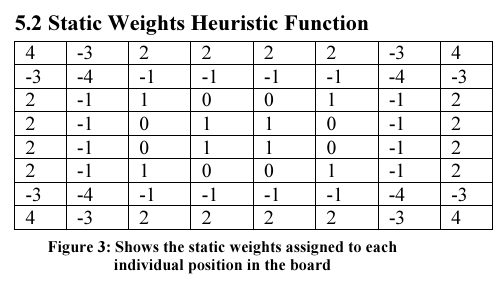 5.2 Static Weights Heuristic Function
4 -3 2 2 2 2 -3 4
-3 -4 -1 -1 -1 -1 -4 -3
2 -1 1 0 0 1 -1 2
2 -1 0 1 1 0 -1 2
2 -1 0 1 1 0 -1 2
2 -1 1 0 0 1 -1 2
-3 -4 -1 -1 -1 -1 -4 -3
4 -3 2 2 2 2 -3 4
Figure 3: Shows the static weights assigned to each
individual position in the board